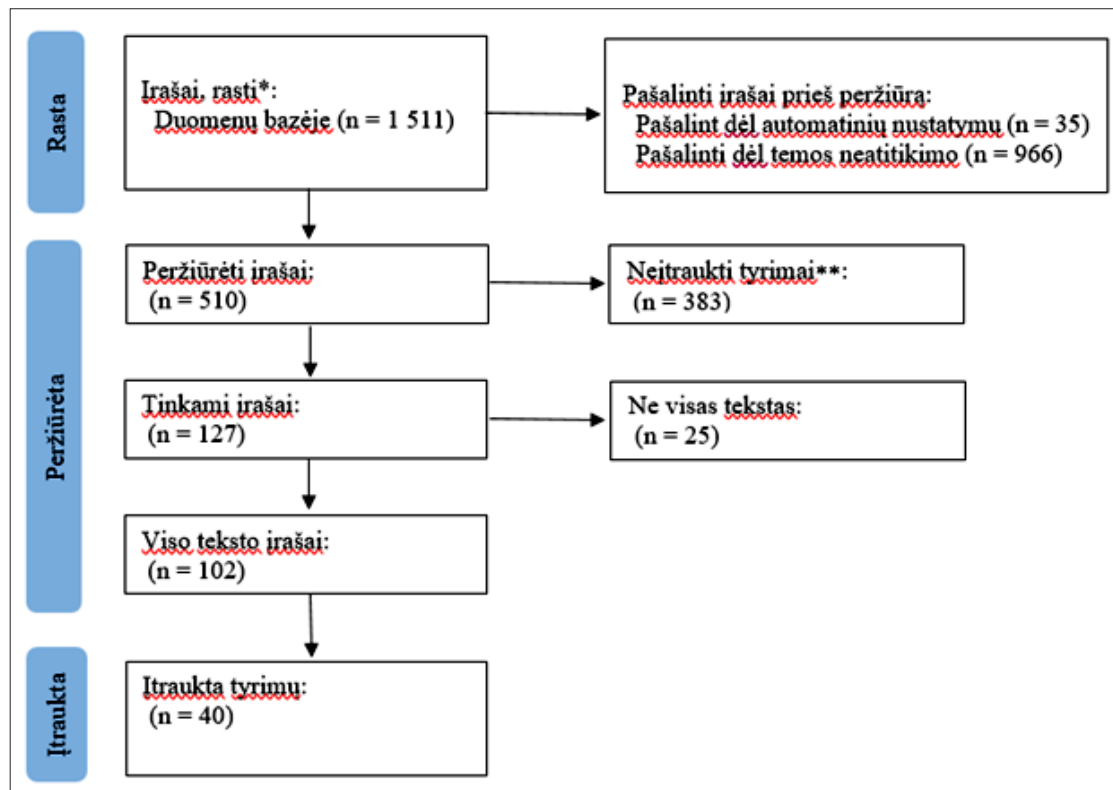 Rasta
Įrašai, rasti*:
Duomenų bazėje (n = 1 511)
Pašalinti įrašai prieš peržiūrą:
Pašalint dėl automatinių nustatymų (n = 35)
Pašalinti dėl temos neatitikimo (n = 966)
Peržiūrėta
Peržiūrėti įrašai:
(n = 510)
Neįtraukti tyrimai**:
(n = 383)
Tinkami įrašai:
(n = 127)
Ne visas tekstas:
(n = 25)
Viso teksto įrašai:
(n = 102)
Įtraukta
Įtraukta tyrimų:
(n = 40)